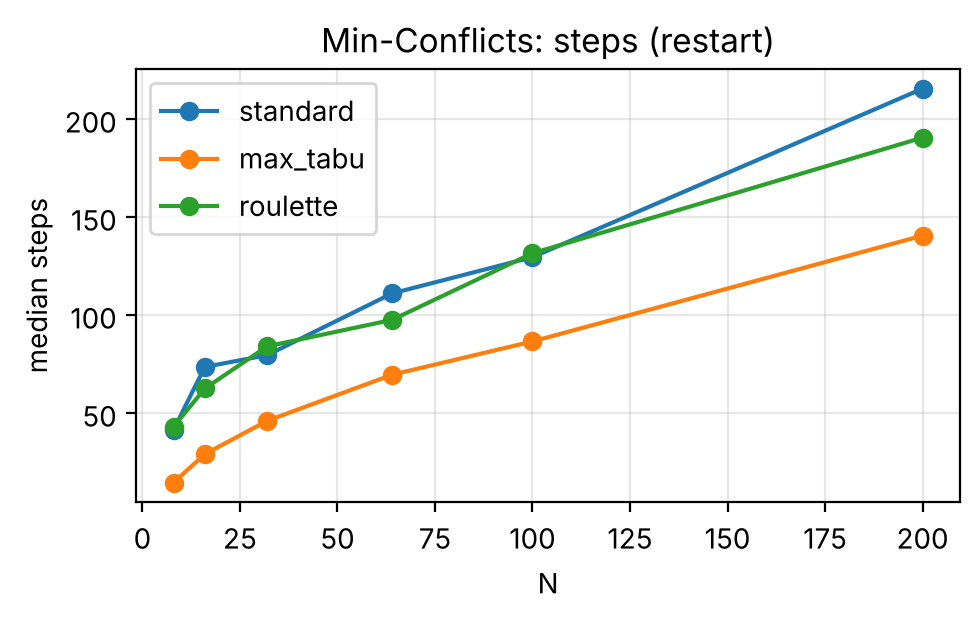 Min-Conflicts: steps (restart)
standard
max_tabu
roulette
median steps
200
150
100
50
0 25 50 75 100 125 150 175 200
N